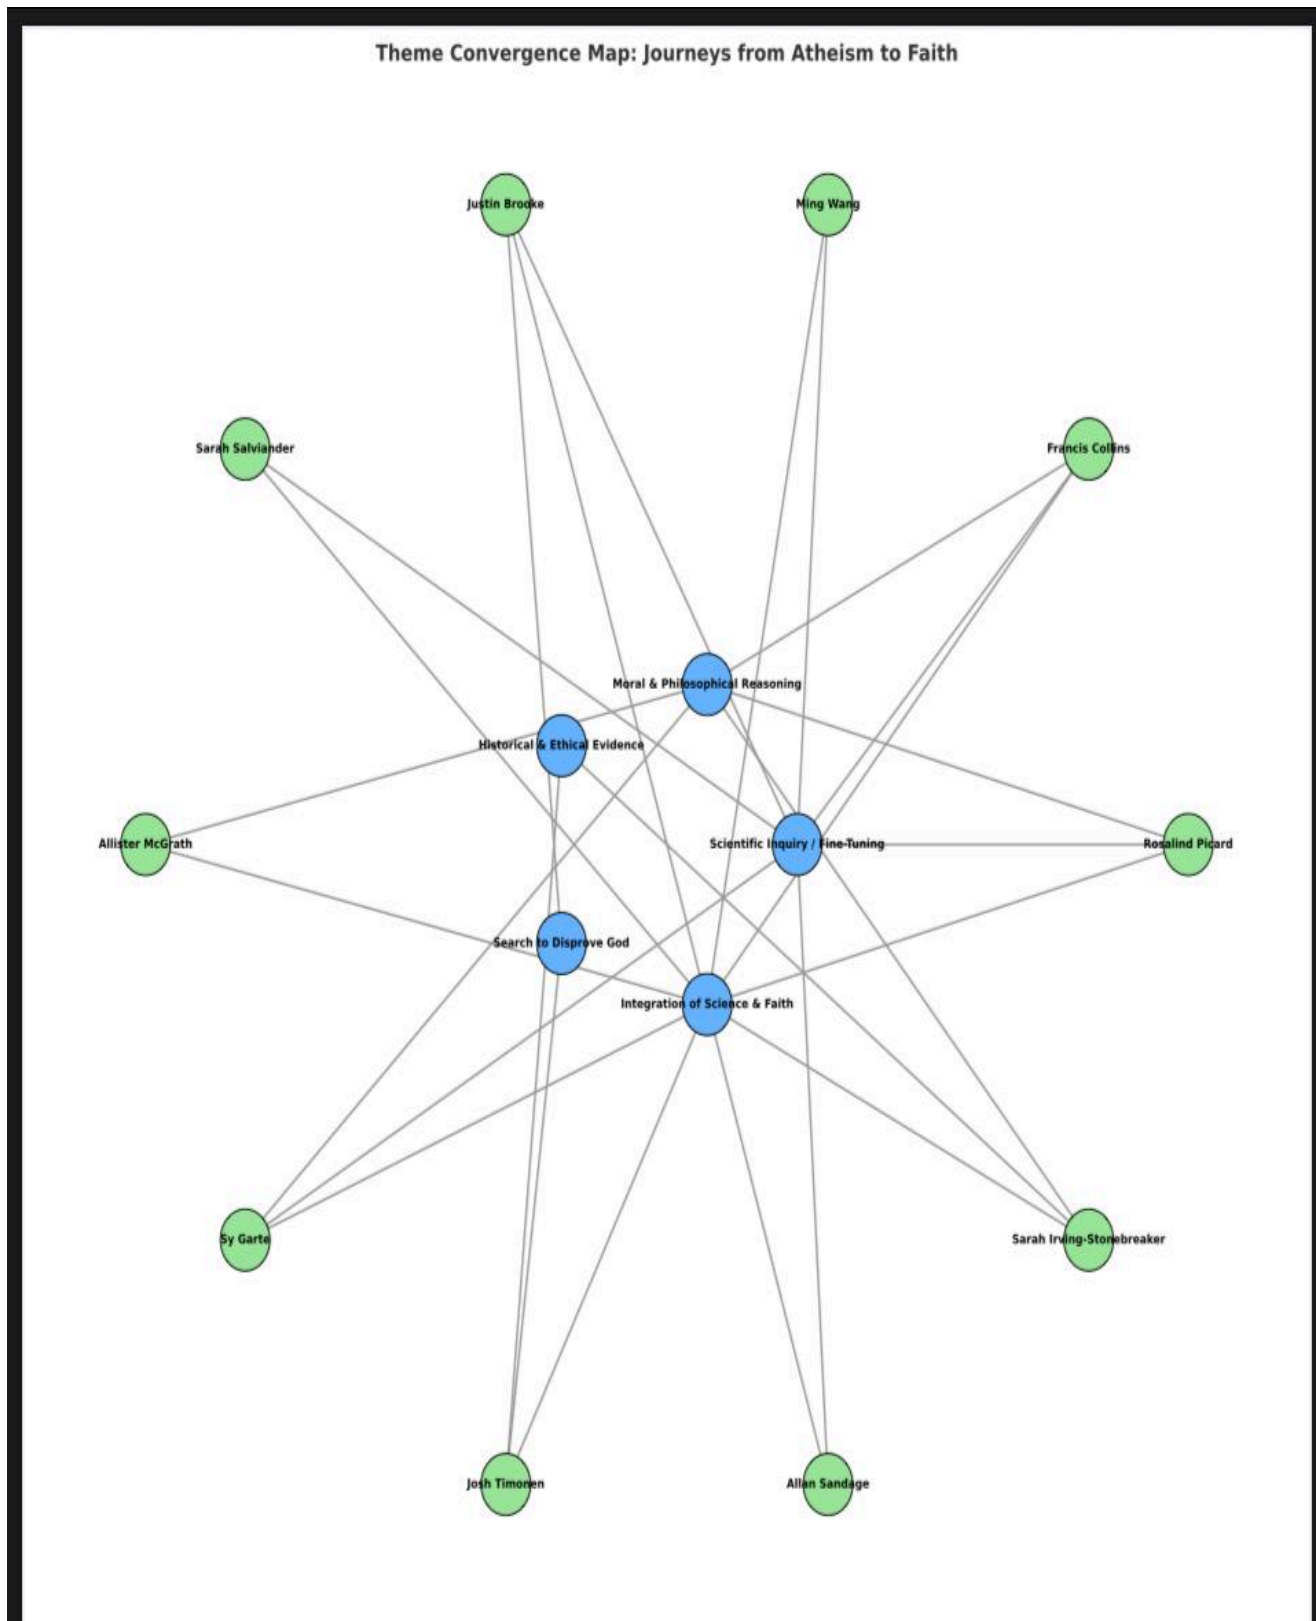 Theme Convergence Map: Journeys from Atheism to Faith
Justin Brooke
Ming Wang
Sarah Salviander
Francis Collins
Moral & Philosophical Reasoning
Historical & Ethical Evidence
Allister McGrath
Scientific Inquiry / Fine-Tuning
Rosalind Picard
Search to Disprove God
Integration of Science & Faith
Sy Garte
Sarah Irving-Stonebreaker
Josh Timonen
Allan Sandage